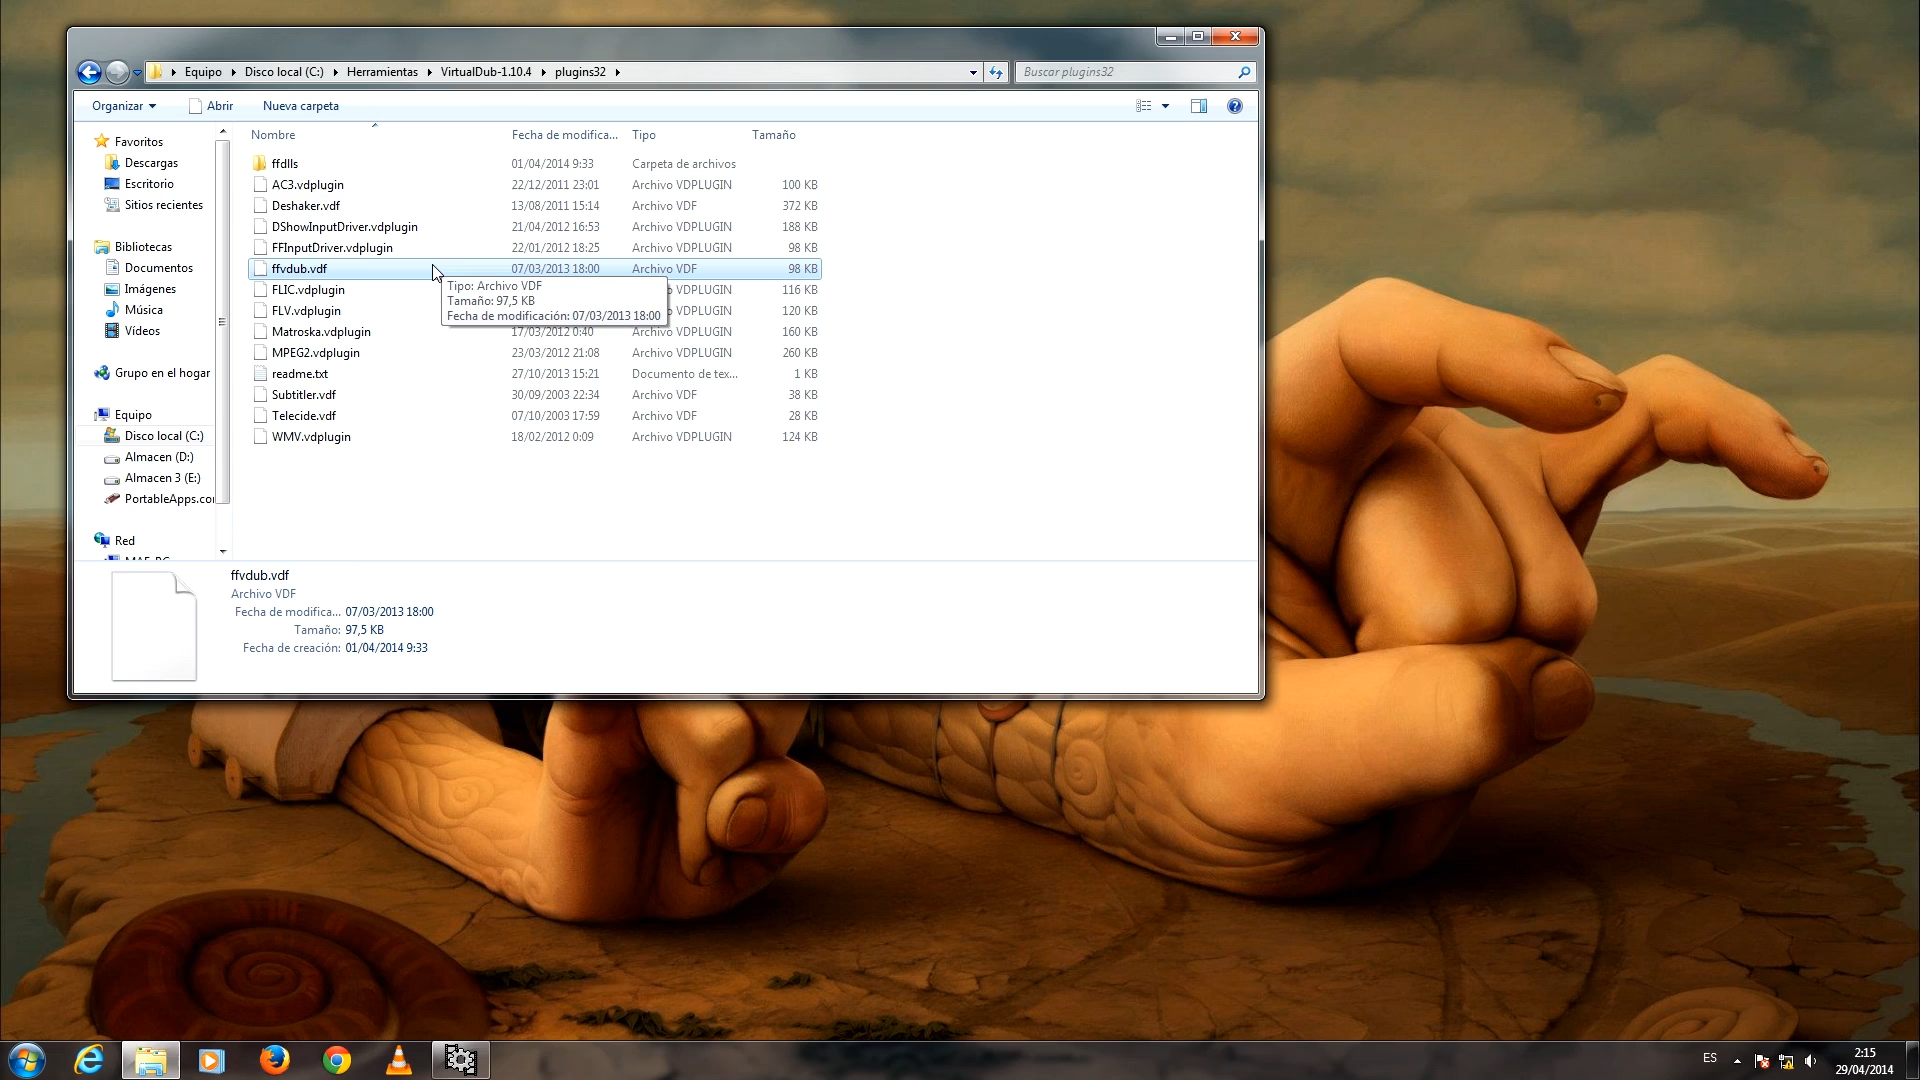 Equipo Disco local (C:) Herramientas VirtualDub-1.10.4 plugins32
Buscar plugins32
Organizar Abrir Nueva carpeta
Favoritos
Descargas
Escritorio
Sitios recientes
Bibliotecas
Documentos
Imágenes
Música
Vídeos
Grupo en el hogar
Equipo
Disco local (C:)
Almacen (D:)
Almacen 3 (E:)
PortableApps.co
Red
Nombre Fecha de modifica... Tipo Tamaño
ffdlls 01/04/2014 9:33 Carpeta de archivos
AC3.vdplugin 22/12/2011 23:01 Archivo VDPLUGIN 100 KB
Deshaker.vdf 13/08/2011 15:14 Archivo VDF 372 KB
DShowInputDriver.vdplugin 21/04/2012 16:53 Archivo VDPLUGIN 188 KB
FFInputDriver.vdplugin 22/01/2012 18:25 Archivo VDPLUGIN 98 KB
ffvdub.vdf 07/03/2013 18:00 Archivo VDF 98 KB
FLIC.vdplugin VDPLUGIN 116 KB
FLV.vdplugin VDPLUGIN 120 KB
Matroska.vdplugin 17/03/2012 0:40 Archivo VDPLUGIN 160 KB
MPEG2.vdplugin 23/03/2012 21:08 Archivo VDPLUGIN 260 KB
readme.txt 27/10/2013 15:21 Documento de tex... 1 KB
Subtitler.vdf 30/09/2003 22:34 Archivo VDF 38 KB
Telecide.vdf 07/10/2003 17:59 Archivo VDF 28 KB
WMV.vdplugin 18/02/2012 0:09 Archivo VDPLUGIN 124 KB
Tipo: Archivo VDF
Tamaño: 97,5 KB
Fecha de modificación: 07/03/2013 18:00
ffvdub.vdf
Archivo VDF
Fecha de modifica... 07/03/2013 18:00
Tamaño: 97,5 KB
Fecha de creación: 01/04/2014 9:33
ES
2:15
29/04/2014